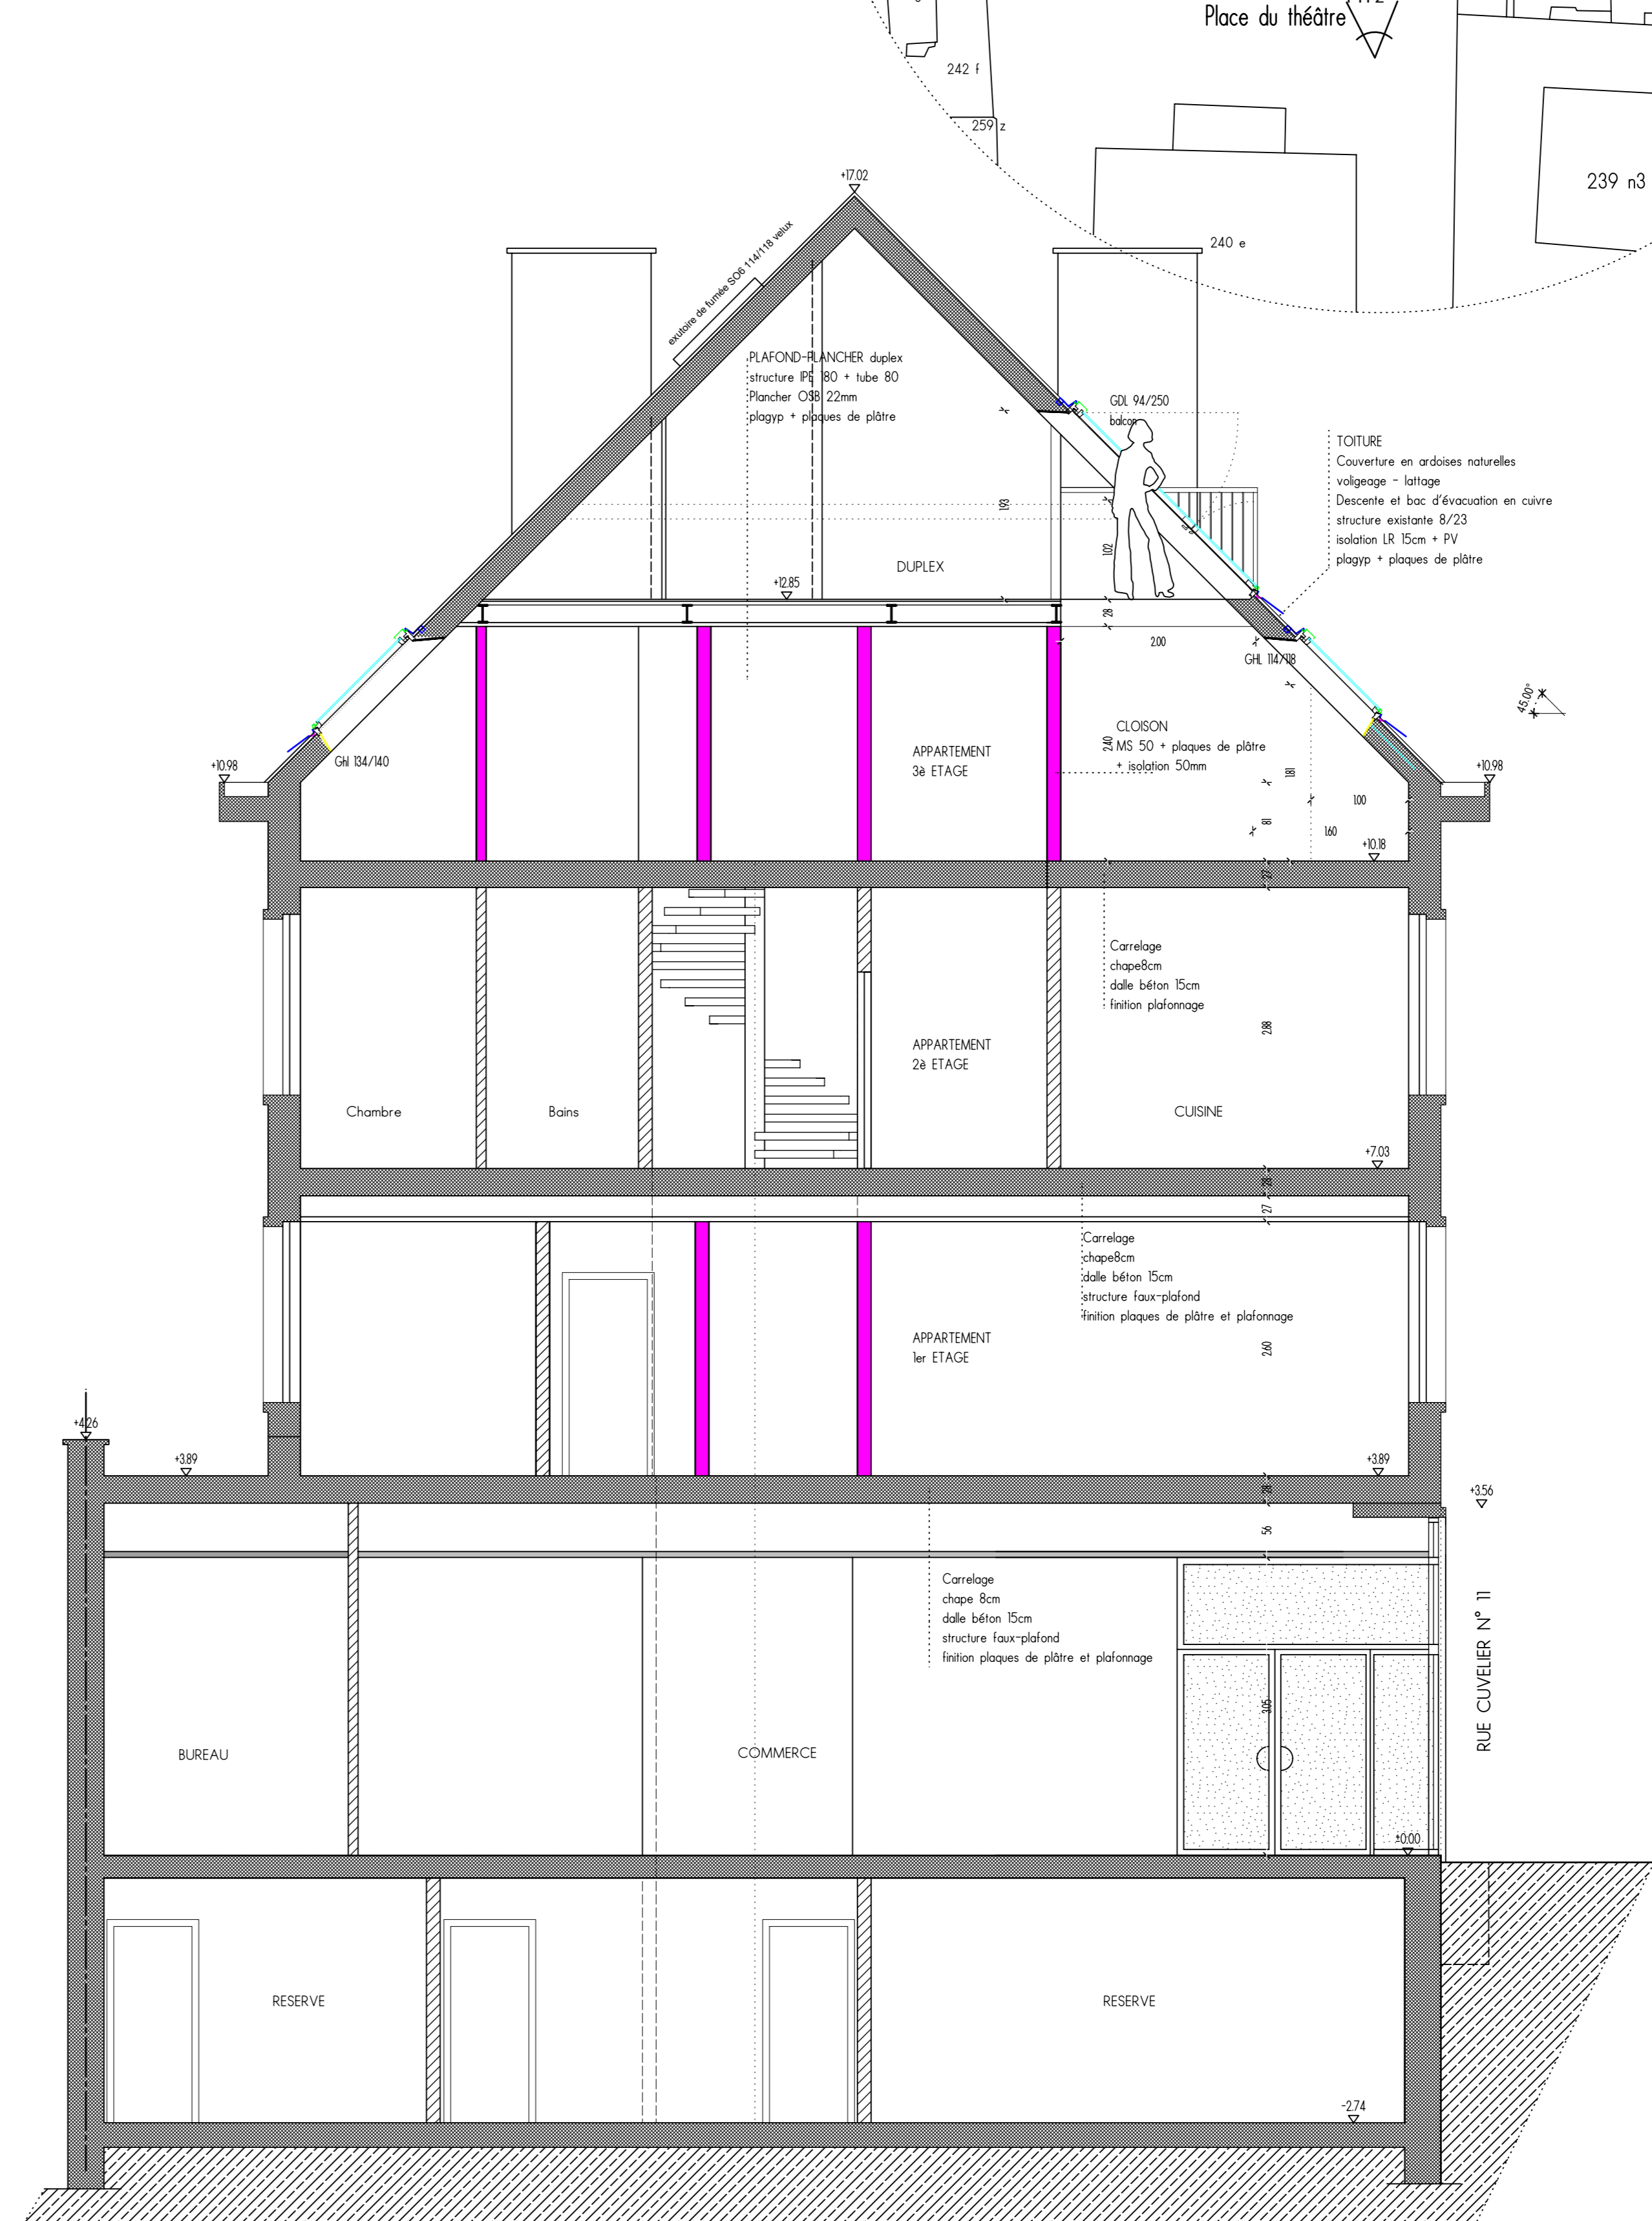 Place du théâtre
242 f
259 z
239 n3
240 e
+17.02
exutoire de fumée SO6 114/118 velux
PLAFOND-PLANCHER duplex
structure IPE 180 + tube 80
Plancher OSB 22mm
plagyp + plaques de plâtre
GDL 94/250
balcon
TOITURE
Couverture en ardoises naturelles
voligeage - lattage
Descente et bac d'évacuation en cuivre
structure existante 8/23
isolation LR 15cm + PV
plagyp + plaques de plâtre
193
102
DUPLEX
+12.85
28
2.00
GHL 114/118
45.00°
CLOISON
MS 50 + plaques de plâtre
+ isolation 50mm
240
APPARTEMENT
3è ETAGE
Ghl 134/140
+10.98
+10.98
181
1.00
81
1.60
+10.18
27
Carrelage
chape8cm
dalle béton 15cm
finition plafonnage
2.88
APPARTEMENT
2è ETAGE
Chambre
Bains
CUISINE
+7.03
28
27
Carrelage
chape8cm
dalle béton 15cm
structure faux-plafond
finition plaques de plâtre et plafonnage
APPARTEMENT
1er ETAGE
2.60
+4.26
+3.89
+3.89
28
+3.56
56
Carrelage
chape 8cm
dalle béton 15cm
structure faux-plafond
finition plaques de plâtre et plafonnage
3.05
RUE CUVELIER N° 11
BUREAU
COMMERCE
±0.00
RESERVE
RESERVE
-2.74